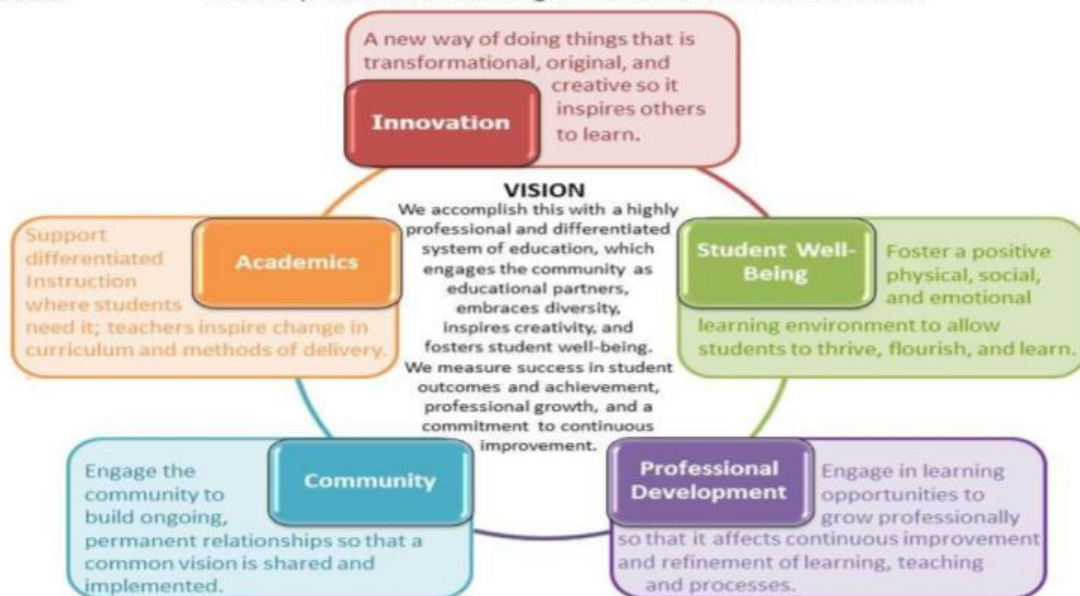 A new way of doing things that is
transformational, original, and
creative so it
inspires others
to learn.
Innovation
VISION
We accomplish this with a highly
professional and differentiated
system of education, which
engages the community as
educational partners,
embraces diversity,
inspires creativity, and
fosters student well-being.
We measure success in student
outcomes and achievement,
professional growth, and a
commitment to continuous
improvement.
Academics
Support
differentiated
Instruction
where students
need it; teachers inspire change in
curriculum and methods of delivery.
Student Well-
Being
Foster a positive
physical, social,
and emotional
learning environment to allow
students to thrive, flourish, and learn.
Community
Engage the
community to
build ongoing,
permanent relationships so that a
common vision is shared and
implemented.
Professional
Development
Engage in learning
opportunities to
grow professionally
so that it affects continuous improvement
and refinement of learning, teaching
and processes.